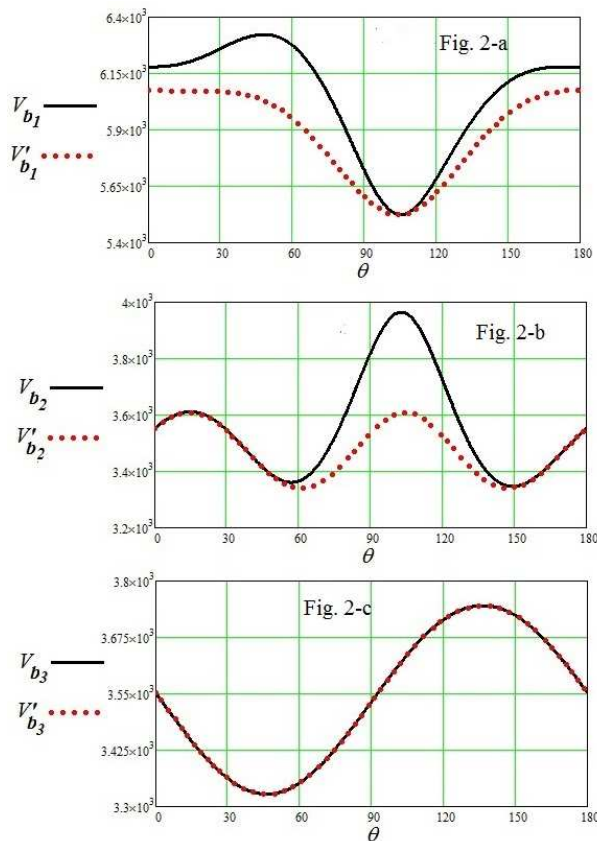 6.4×10³
Fig. 2-a
6.15×10³
V_b₁
5.9×10³
V'_b₁
5.65×10³
5.4×10³
0 30 60 90 120 150 180
θ
4×10³
Fig. 2-b
3.8×10³
V_b₂
3.6×10³
V'_b₂
3.4×10³
3.2×10³
0 30 60 90 120 150 180
θ
3.8×10³
Fig. 2-c
3.675×10³
V_b₃
3.55×10³
V'_b₃
3.425×10³
3.3×10³
0 30 60 90 120 150 180
θ